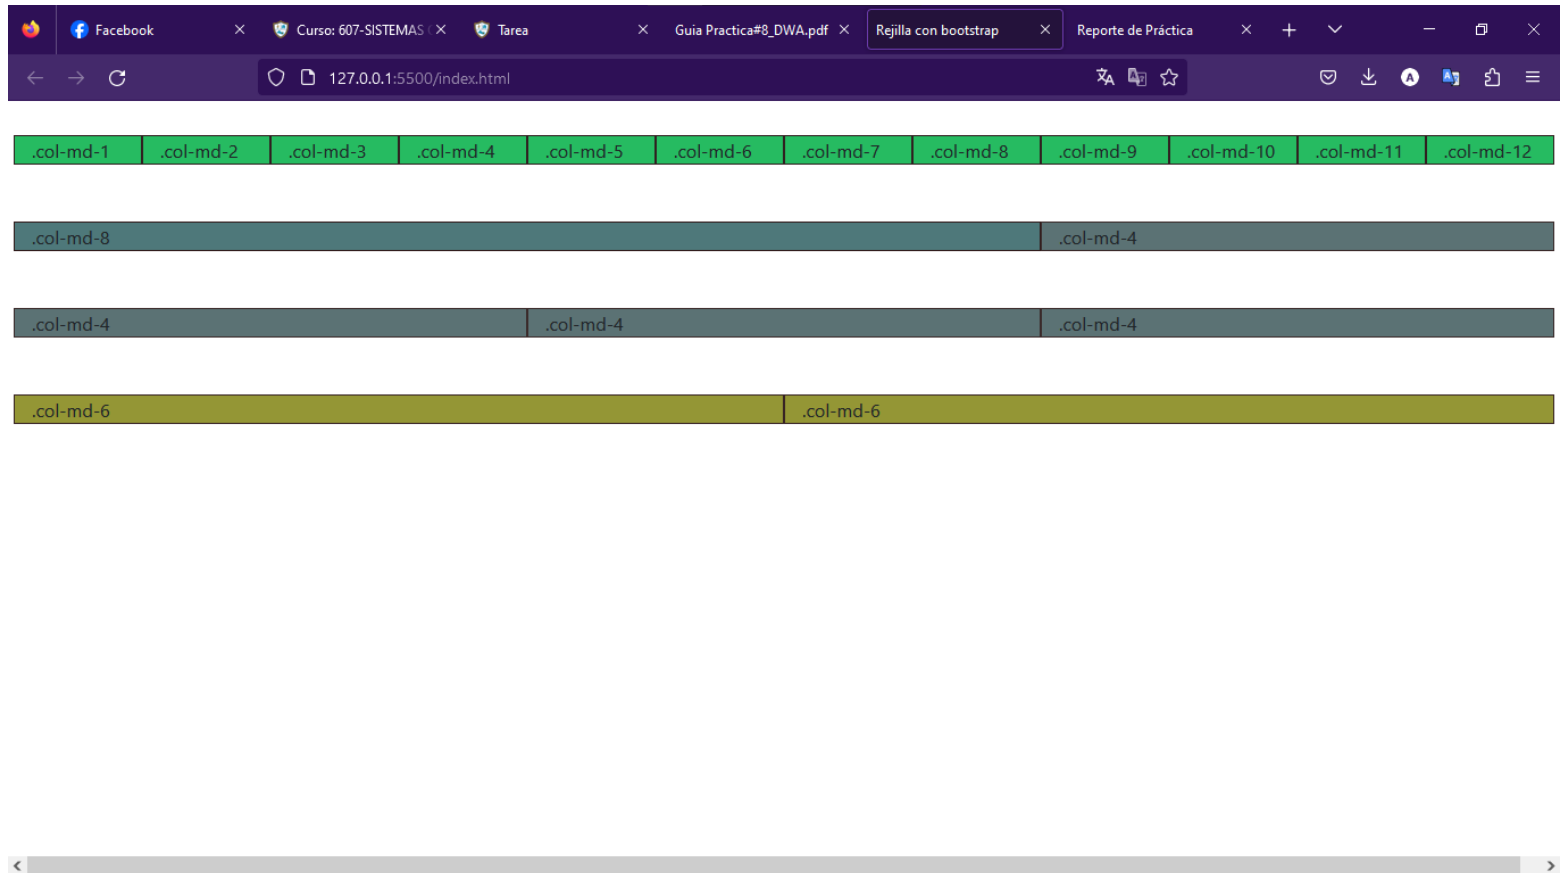 Facebook
Curso: 607-SISTEMAS
Tarea
Guia Practica#8_DWA.pdf
Rejilla con bootstrap
Reporte de Práctica
127.0.0.1:5500/index.html
.col-md-1 .col-md-2 .col-md-3 .col-md-4 .col-md-5 .col-md-6 .col-md-7 .col-md-8 .col-md-9 .col-md-10 .col-md-11 .col-md-12
.col-md-8 .col-md-4
.col-md-4 .col-md-4 .col-md-4
.col-md-6 .col-md-6